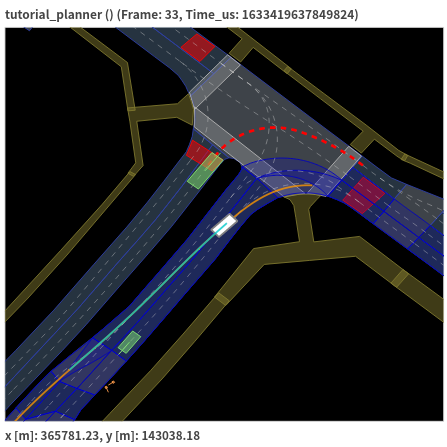 tutorial_planner () (Frame: 33, Time_us: 1633419637849824)
x [m]: 365781.23, y [m]: 143038.18